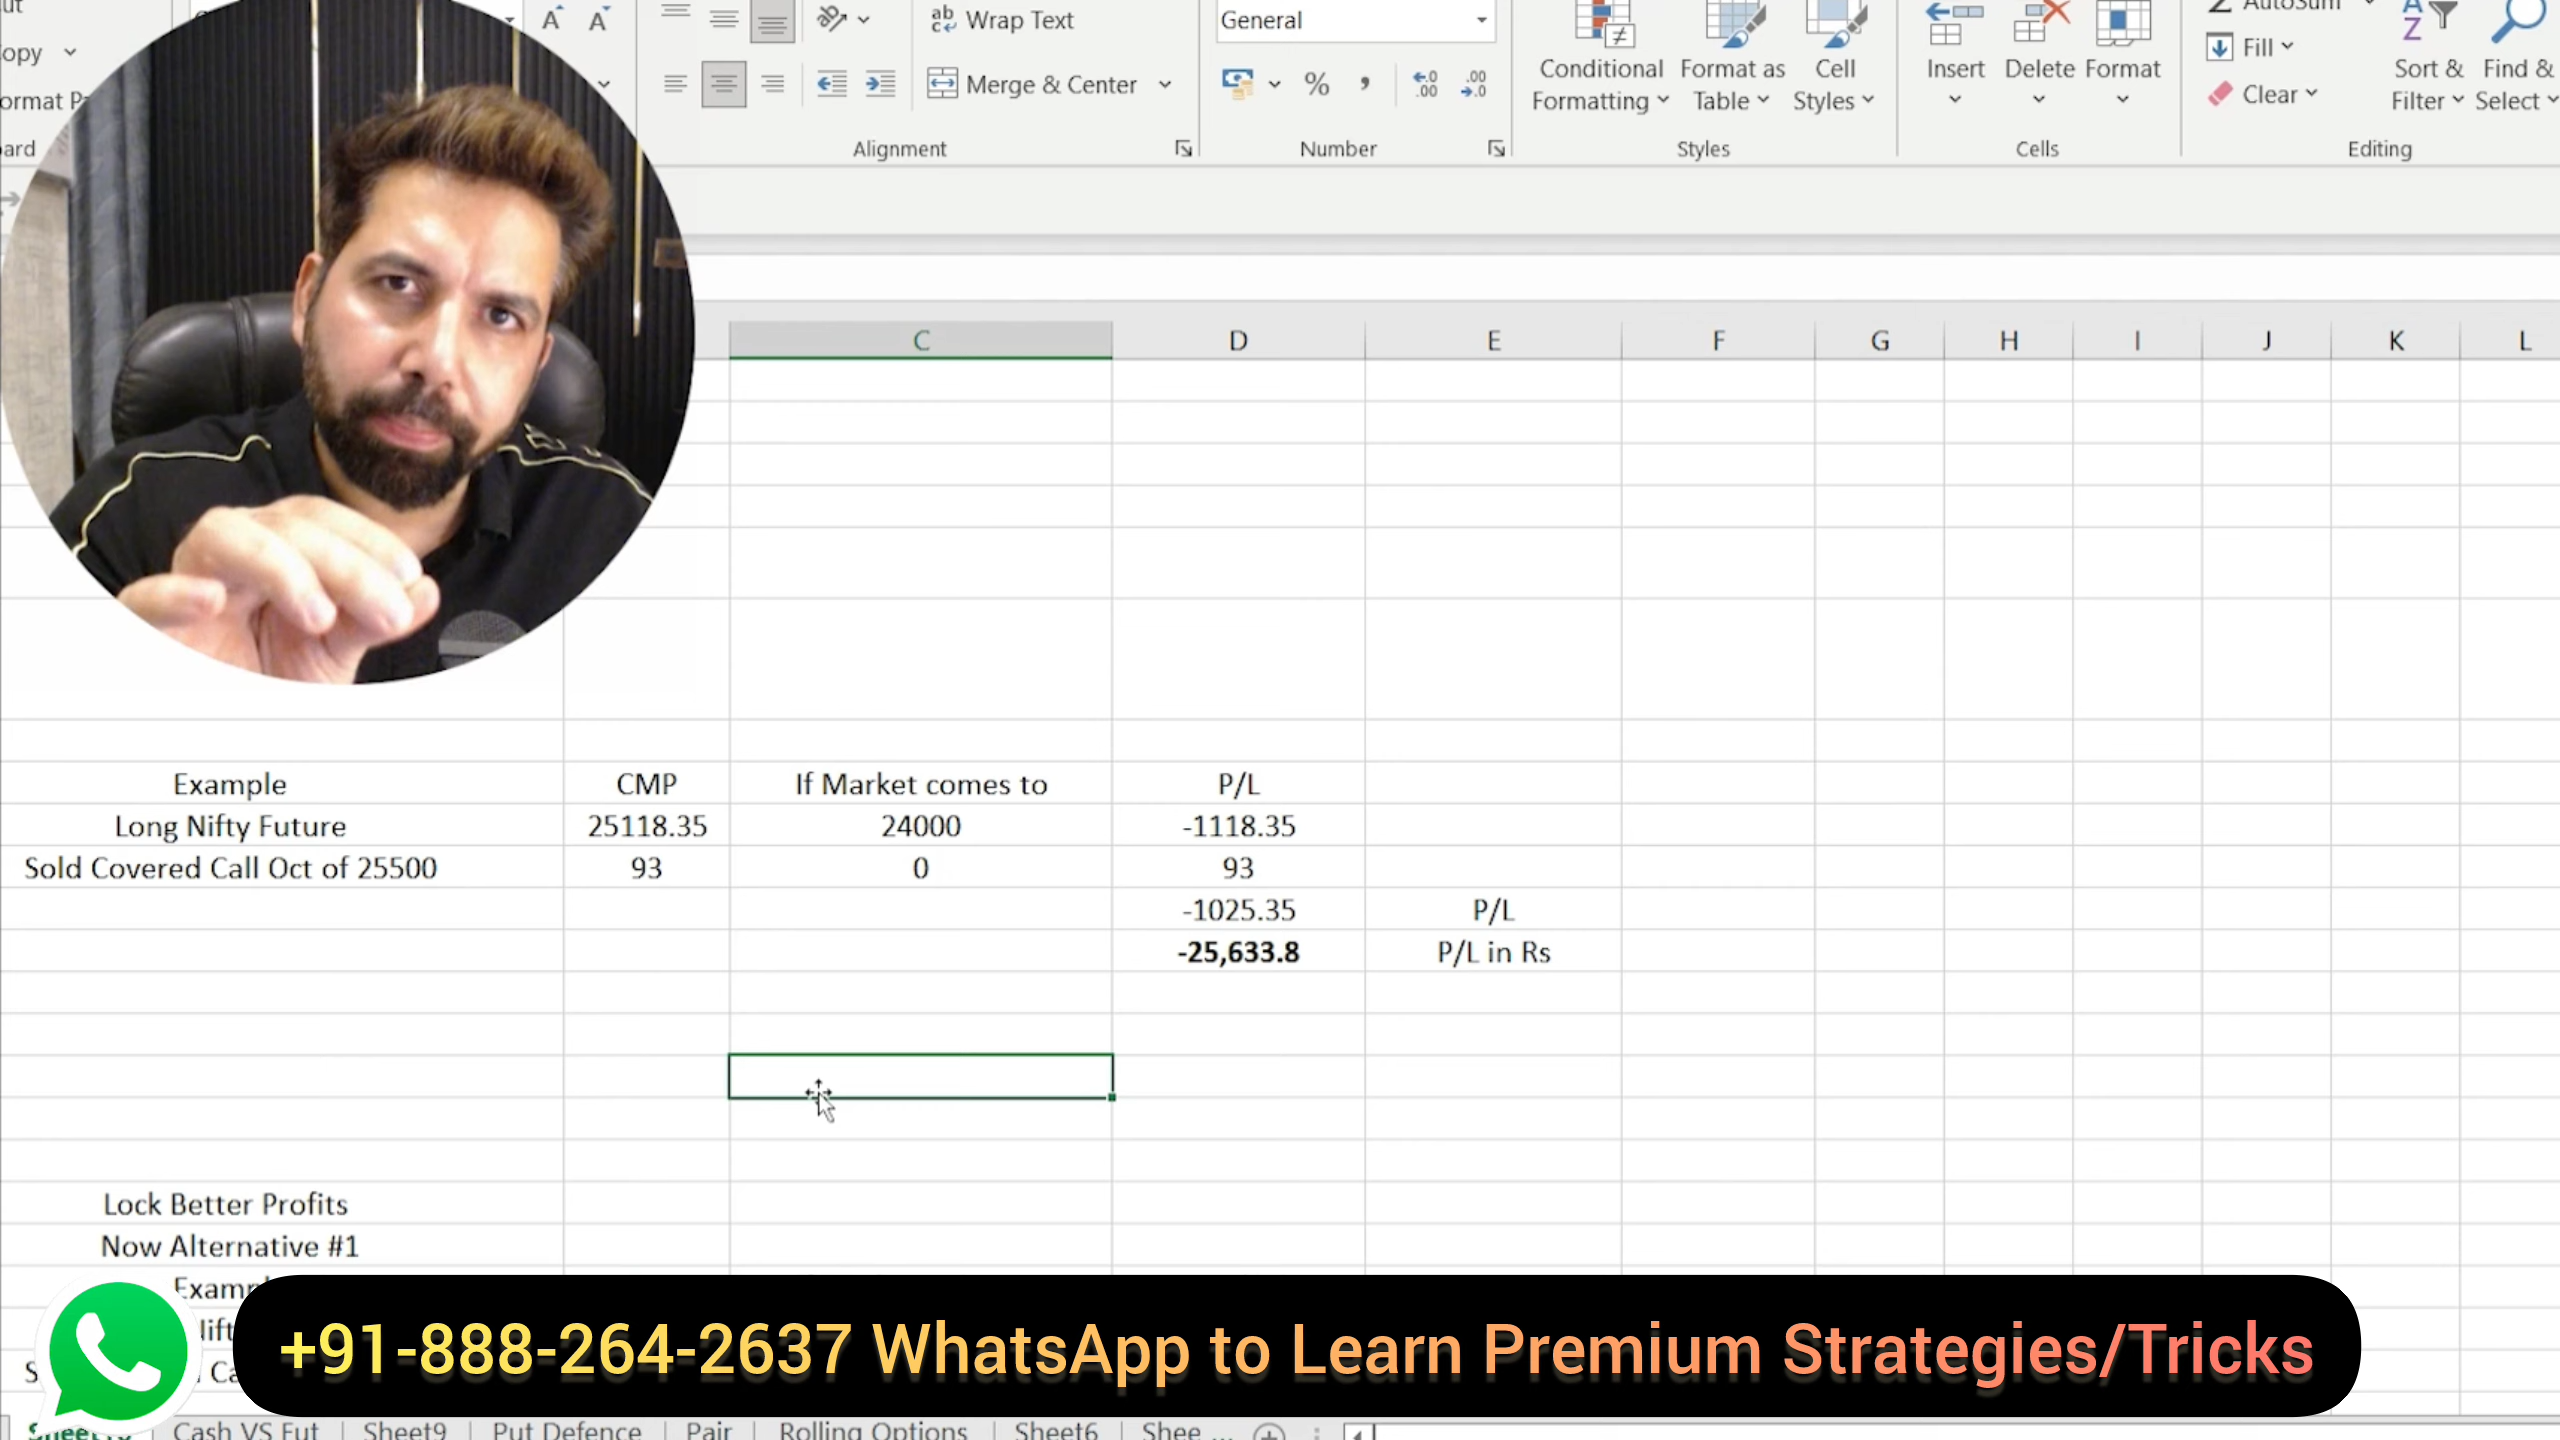 ab Wrap Text
General
AutoSum
opy
Fill
Merge & Center
%
Conditional Formatting
Format as Table
Cell Styles
Insert
Delete
Format
Sort & Filter
Find & Select
Clear
Alignment
Number
Styles
Cells
Editing
C D E F G H I J K L
Example CMP If Market comes to P/L
Long Nifty Future 25118.35 24000 -1118.35
Sold Covered Call Oct of 25500 93 0 93
-1025.35 P/L
-25,633.8 P/L in Rs
Lock Better Profits
Now Alternative #1
+91-888-264-2637 WhatsApp to Learn Premium Strategies/Tricks
Cash VS Fut Sheet9 Put Defence Pair Rolling Options Sheet6 Shee ...